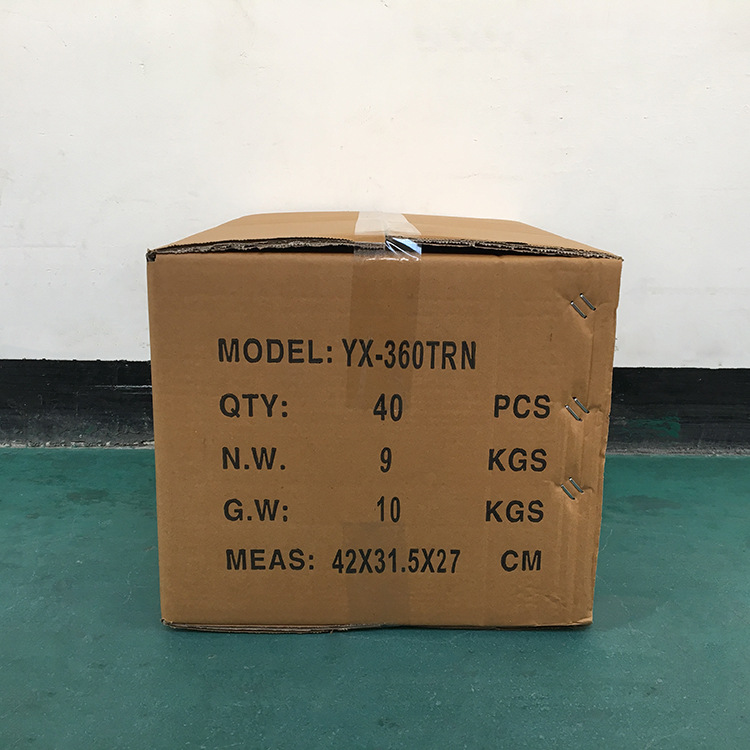 MODEL: YX-360TRN
QTY: 40 PCS
N.W. 9 KGS
G.W: 10 KGS
MEAS: 42X31.5X27 CM